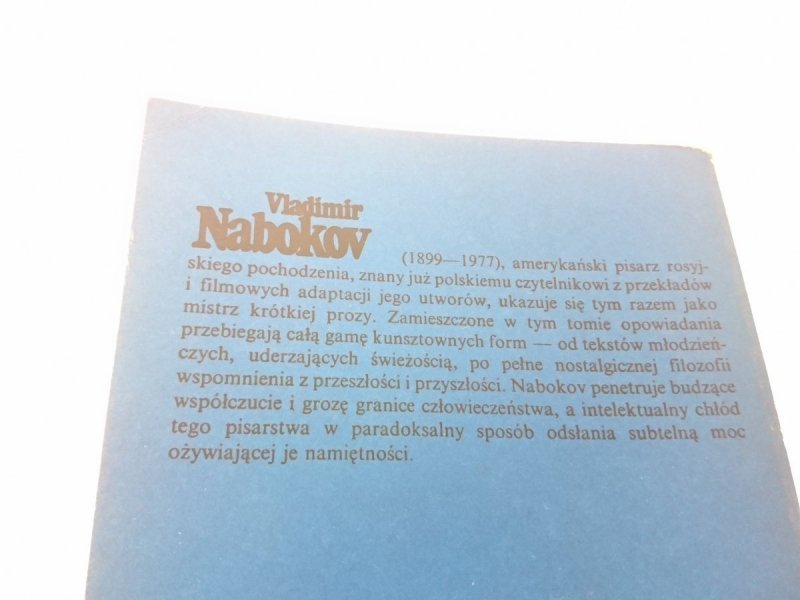 Vladimir
Nabokov
(1899—1977), amerykański pisarz rosyj-
skiego pochodzenia, znany już polskiemu czytelnikowi z przekładów
i filmowych adaptacji jego utworów, ukazuje się tym razem jako
mistrz krótkiej prozy. Zamieszczone w tym tomie opowiadania
przebiegają całą gamę kunsztownych form — od tekstów młodzień-
czych, uderzających świeżością, po pełne nostalgicznej filozofii
wspomnienia z przeszłości i przyszłości. Nabokov penetruje budzące
współczucie i grozę granice człowieczeństwa, a intelektualny chłód
tego pisarstwa w paradoksalny sposób odsłania subtelną moc
ożywiającej je namiętności.